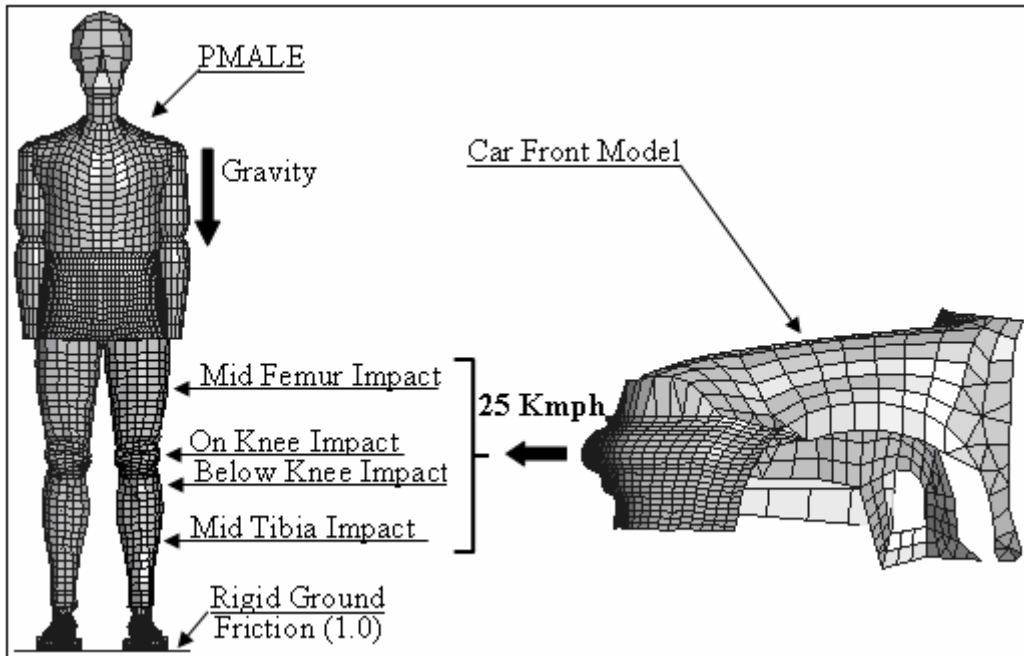 PMALE
Gravity
Car Front Model
Mid Femur Impact
25 Kmph
On Knee Impact
Below Knee Impact
Mid Tibia Impact
Rigid Ground
Friction (1.0)